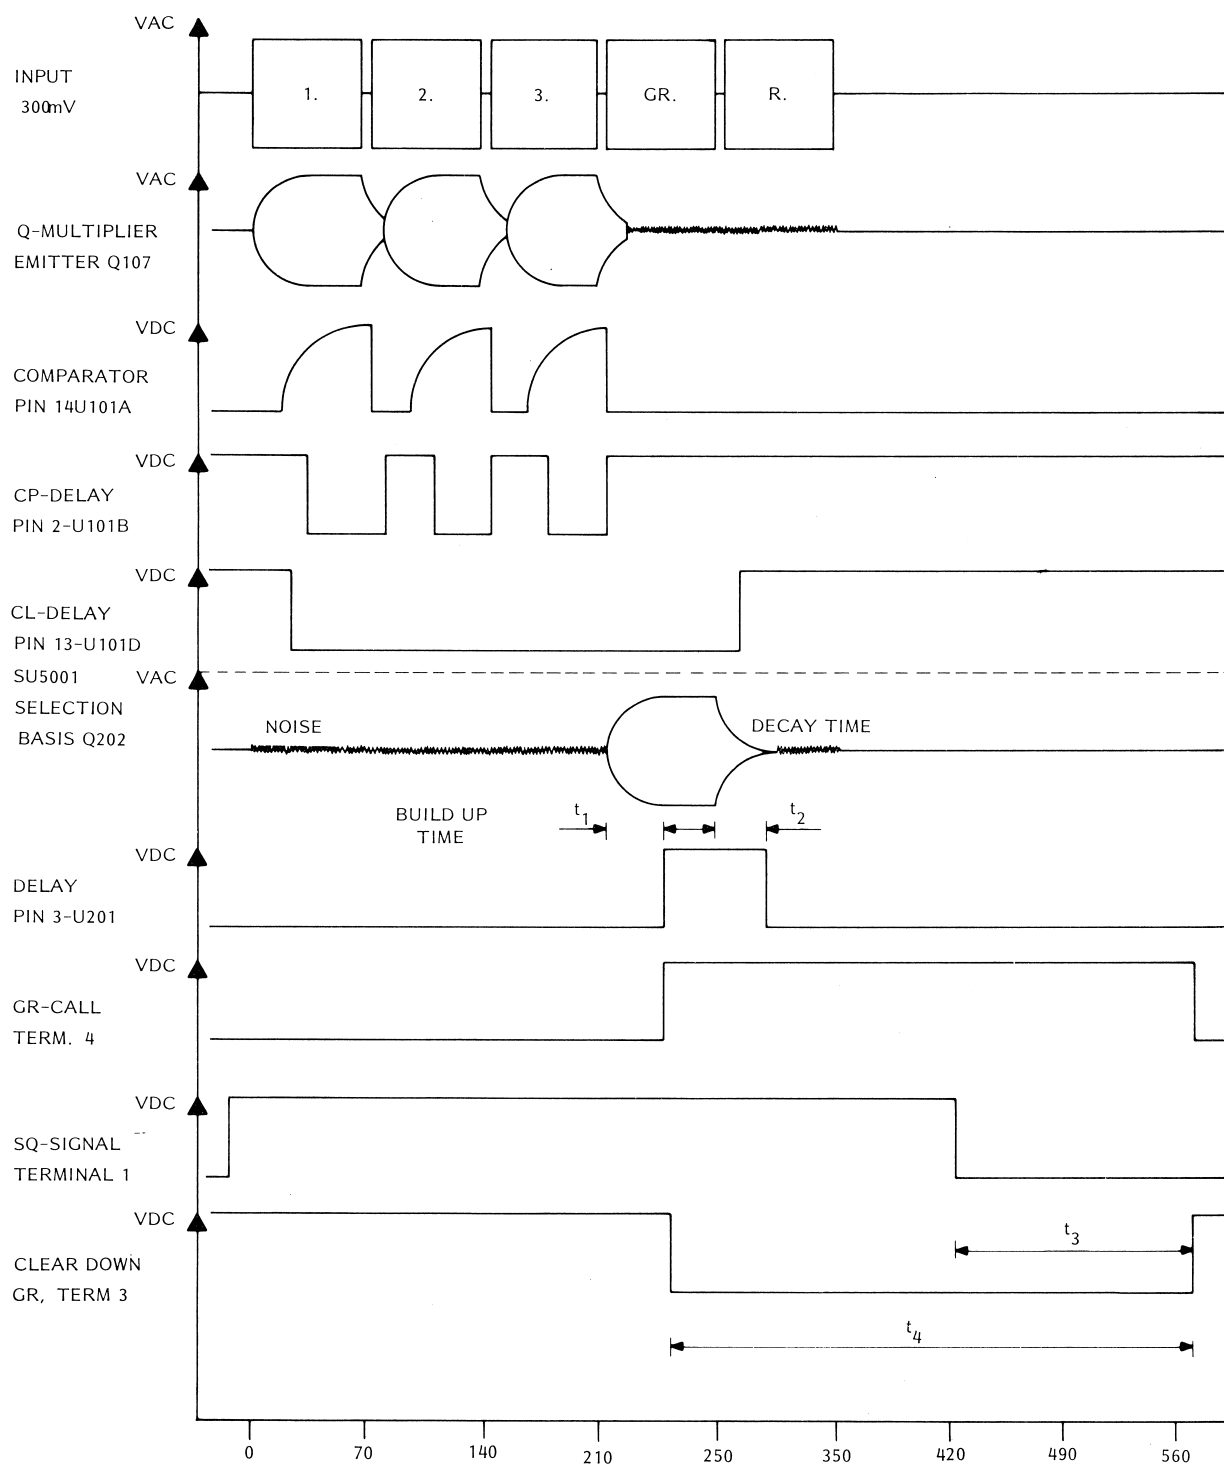 VAC
INPUT
300mV
1.
2.
3.
GR.
R.
VAC
Q-MULTIPLIER
EMITTER Q107
VDC
COMPARATOR
PIN 14U101A
VDC
CP-DELAY
PIN 2-U101B
VDC
CL-DELAY
PIN 13-U101D
SU5001
VAC
SELECTION
BASIS Q202
NOISE
DECAY TIME
BUILD UP
TIME
t1
t2
VDC
DELAY
PIN 3-U201
VDC
GR-CALL
TERM. 4
VDC
SQ-SIGNAL
TERMINAL 1
VDC
CLEAR DOWN
GR, TERM 3
t3
t4
0 70 140 210 250 350 420 490 560